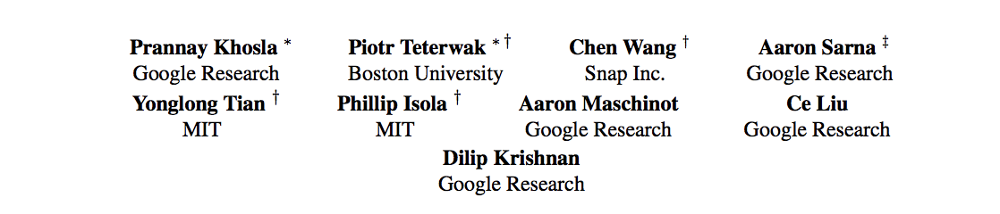 Prannay Khosla * Piotr Teterwak *† Chen Wang † Aaron Sarna ‡
Google Research Boston University Snap Inc. Google Research
Yonglong Tian † Phillip Isola † Aaron Maschinot Ce Liu
MIT MIT Google Research Google Research
Dilip Krishnan
Google Research